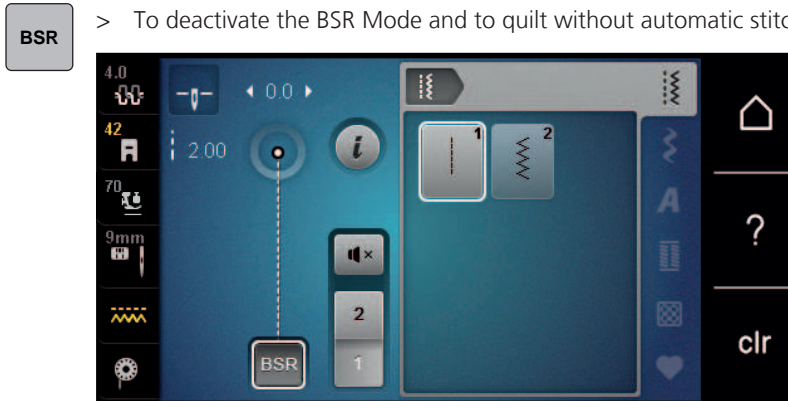 BSR
> To deactivate the BSR Mode and to quilt without automatic stitc
4.0
0.0
42
2.00
i
1
2
70
A
9mm
?
2
1
BSR
clr